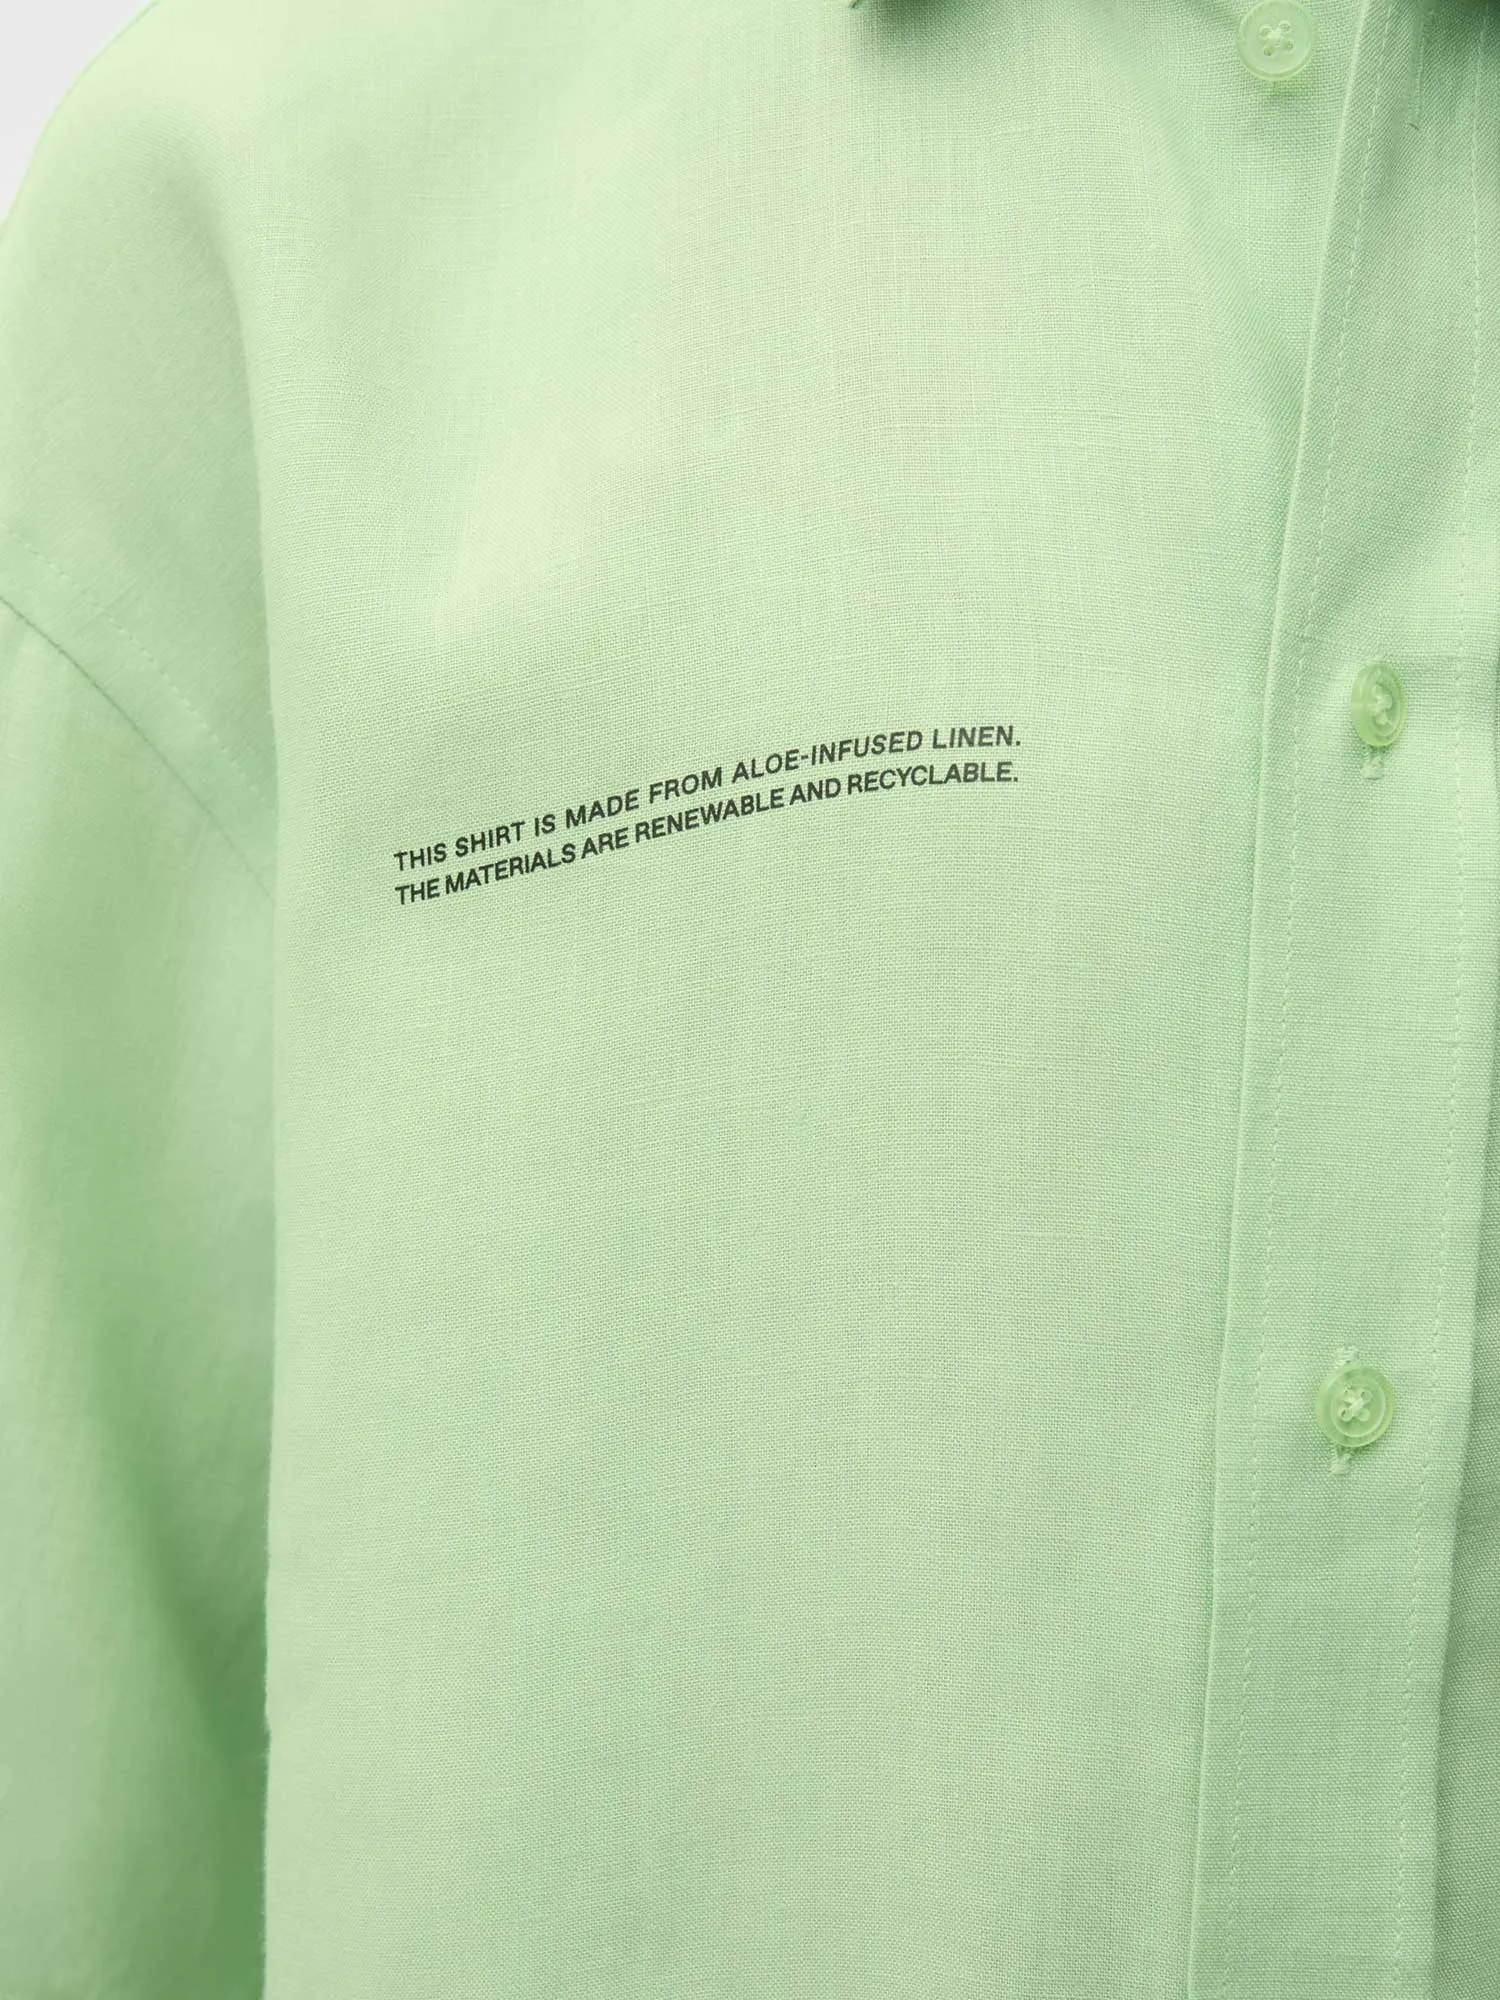 THIS SHIRT IS MADE FROM ALOE-INFUSED LINEN.
THE MATERIALS ARE RENEWABLE AND RECYCLABLE.